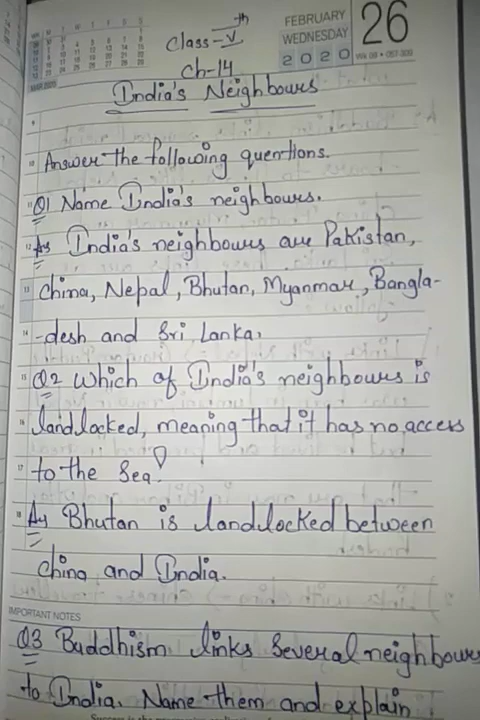 Class-Vth
Ch-14
FEBRUARY
WEDNESDAY
2020
26
India's Neighbours
Answer the following questions.
Q1 Name India's neighbours.
Ans India's neighbours are Pakistan,
China, Nepal, Bhutan, Myanmar, Bangla-
-desh and Sri Lanka.
Q2 Which of India's neighbours is
landlocked, meaning that it has no access
to the Sea?
Ans Bhutan is landlocked between
China and India.
IMPORTANT NOTES
Q3 Buddhism links Several neighbours
to India. Name them and explain